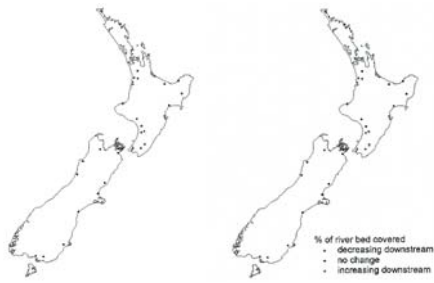 % of river bed covered
decreasing downstream
no change
increasing downstream